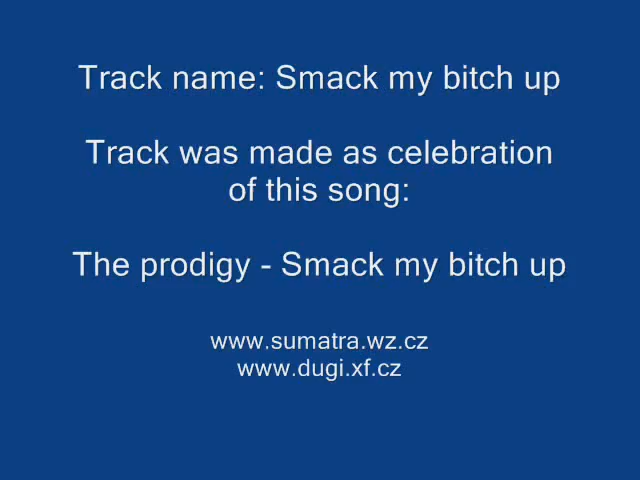 Track name: Smack my bitch up
Track was made as celebration
of this song:
The prodigy - Smack my bitch up
www.sumatra.wz.cz
www.dugi.xf.cz